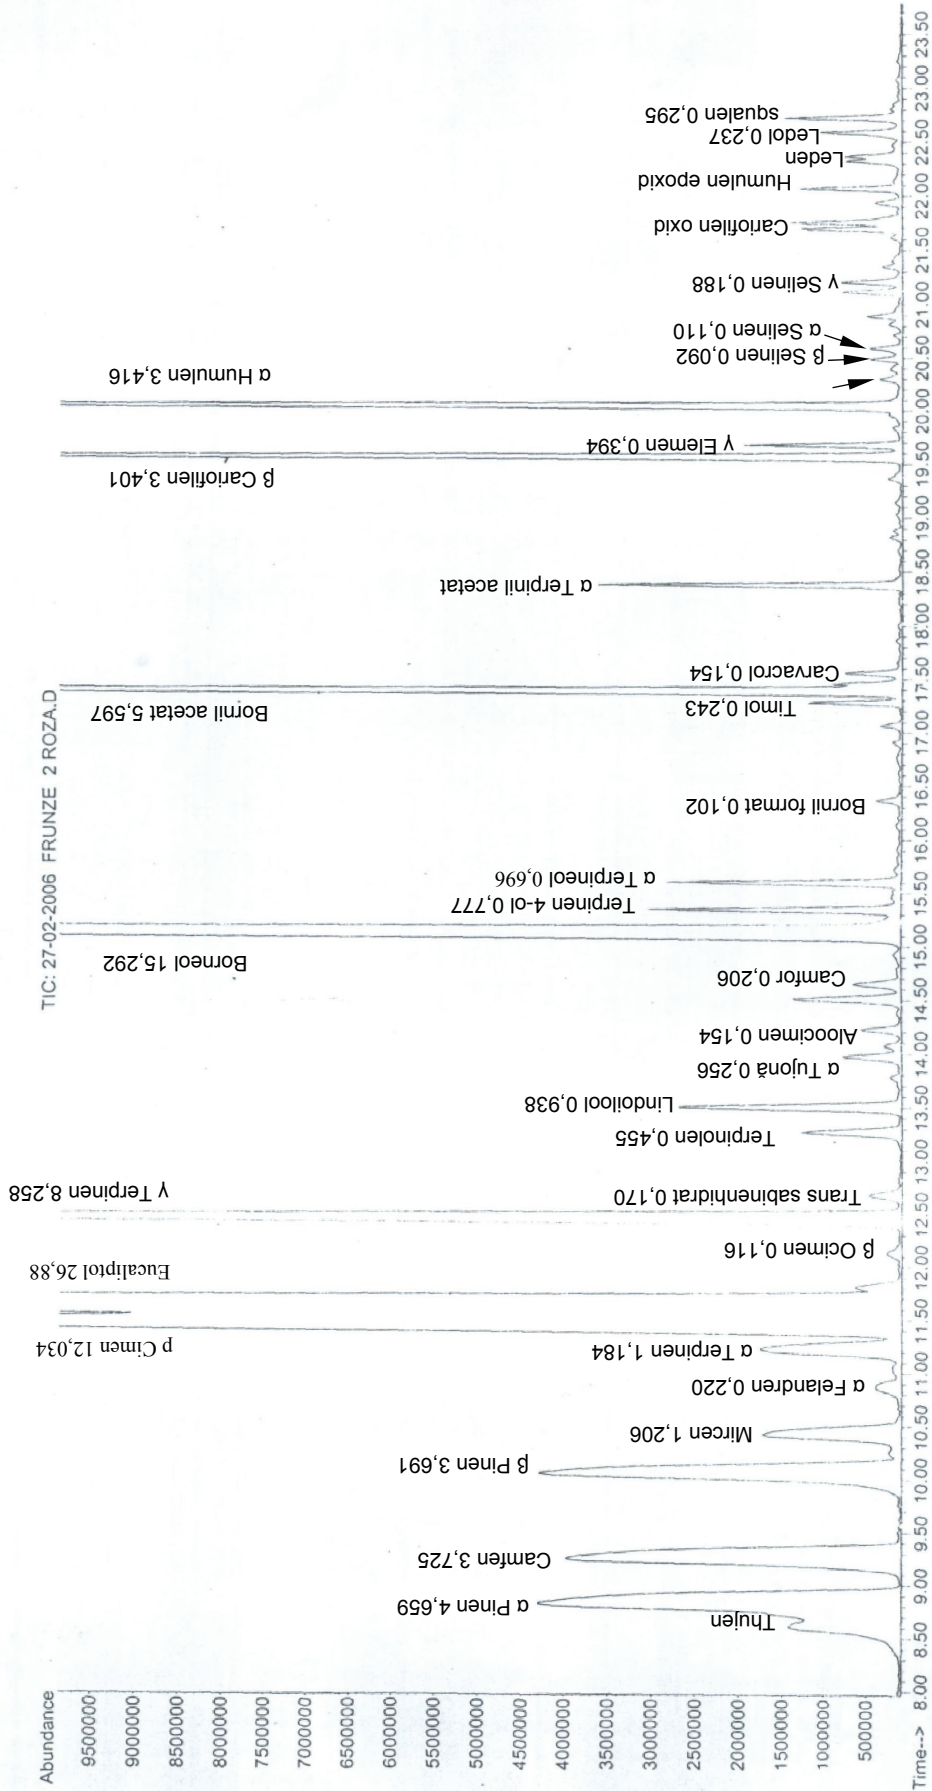 TIC: 27-02-2006 FRUNZE 2 ROZA.D
Abundance
9500000
9000000
8500000
8000000
7500000
7000000
6500000
6000000
5500000
5000000
4500000
4000000
3500000
3000000
2500000
2000000
1500000
1000000
500000
Thujen
α Pinen 4,659
Camfen 3,725
β Pinen 3,691
Mircen 1,206
α Felandren 0,220
α Terpinen 1,184
p Cimen 12,034
Eucaliptol 26,88
β Ocimen 0,116
γ Terpinen 8,258
Trans sabinenhidrat 0,170
Terpinolen 0,455
Lindoilool 0,938
α Tujonă 0,256
Aloocimen 0,154
Camfor 0,206
Borneol 15,292
Terpinen 4-ol 0,777
α Terpineol 0,696
Bornil format 0,102
Timol 0,243
Bornil acetat 5,597
Carvacrol 0,154
α Terpinil acetat
β Cariofilen 3,401
γ Elemen 0,394
α Humulen 3,416
β Selinen 0,092
α Selinen 0,110
γ Selinen 0,188
Cariofilen oxid
Humulen epoxid
Leden
Ledol 0,237
squalen 0,295
Time--> 8.00 8.50 9.00 9.50 10.00 10.50 11.00 11.50 12.00 12.50 13.00 13.50 14.00 14.50 15.00 15.50 16.00 16.50 17.00 17.50 18.00 18.50 19.00 19.50 20.00 20.50 21.00 21.50 22.00 22.50 23.00 23.50